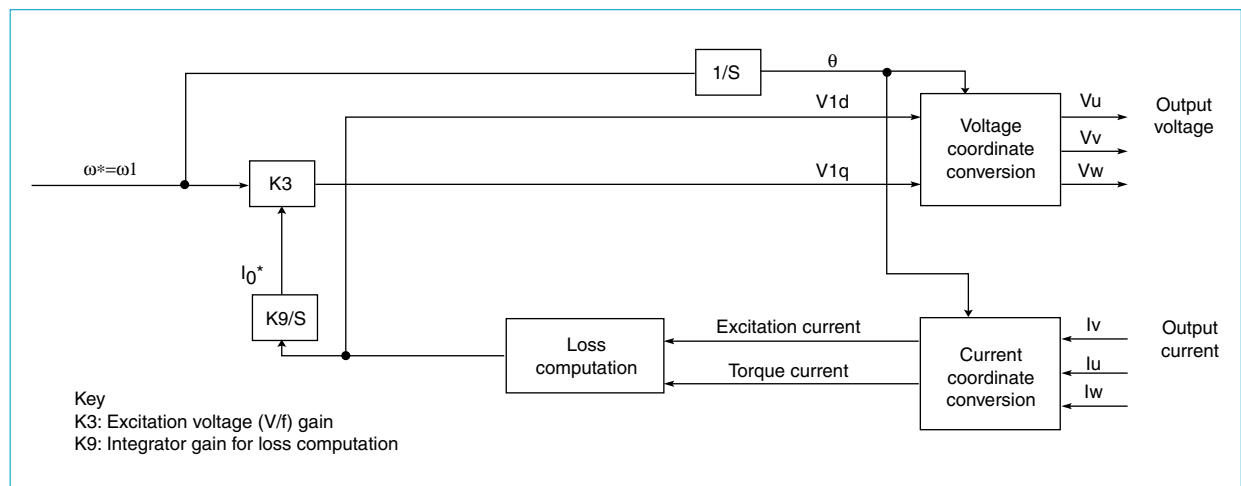 1/S
θ
V1d
Voltage
coordinate
conversion
Vu
Vv
Vw
Output
voltage
ω*=ω1
K3
V1q
I0*
K9/S
Loss
computation
Excitation current
Torque current
Current
coordinate
conversion
Iv
Iu
Iw
Output
current
Key
K3: Excitation voltage (V/f) gain
K9: Integrator gain for loss computation